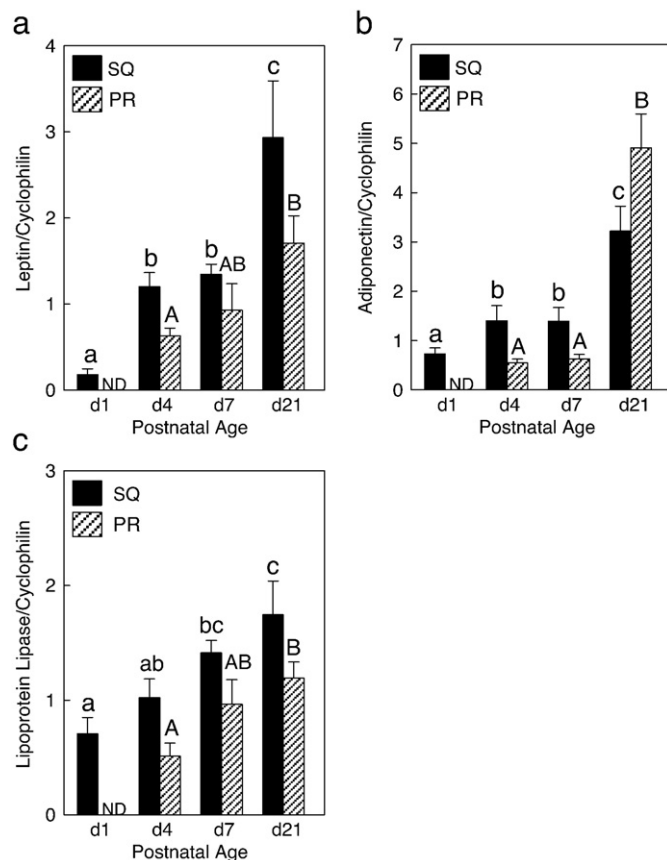 a
4
3
2
1
0
Leptin/Cyclophilin
SQ
PR
a
ND
b
A
b
AB
c
B
d1 d4 d7 d21
Postnatal Age
b
7
6
5
4
3
2
1
0
Adiponectin/Cyclophilin
SQ
PR
a
ND
b
A
b
A
c
B
d1 d4 d7 d21
Postnatal Age
c
3
2
1
0
Lipoprotein Lipase/Cyclophilin
SQ
PR
a
ND
ab
A
bc
AB
c
B
d1 d4 d7 d21
Postnatal Age